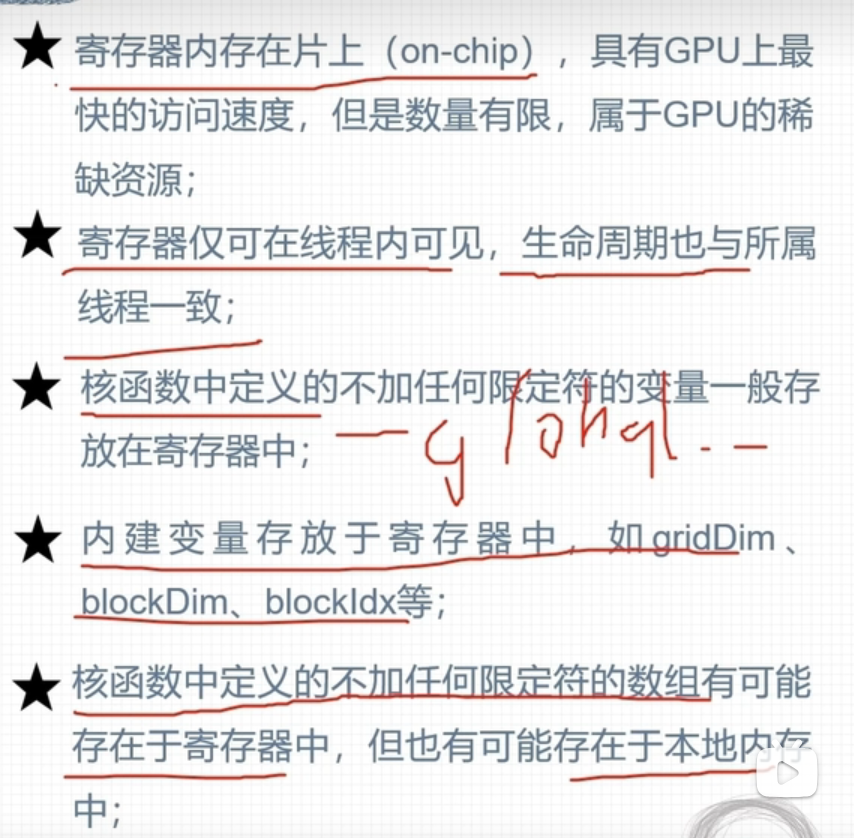 ★ 寄存器内存在片上（on-chip），具有GPU上最
快的访问速度，但是数量有限，属于GPU的稀
缺资源；
★ 寄存器仅可在线程内可见，生命周期也与所属
线程一致；
★ 核函数中定义的不加任何限定符的变量一般存
放在寄存器中；
--global--
★ 内建变量存放于寄存器中，如gridDim、
blockDim、blockIdx等；
★ 核函数中定义的不加任何限定符的数组有可能
存在于寄存器中，但也有可能存在于本地内存
中；